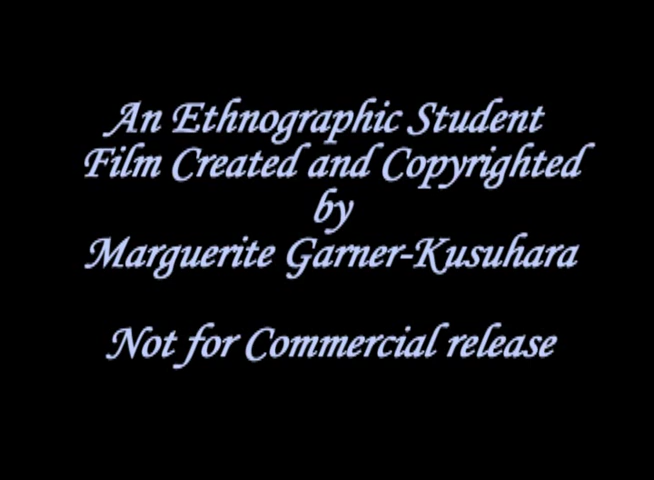 An Ethnographic Student
Film Created and Copyrighted
by
Marguerite Garner-Kusuhara
Not for Commercial release